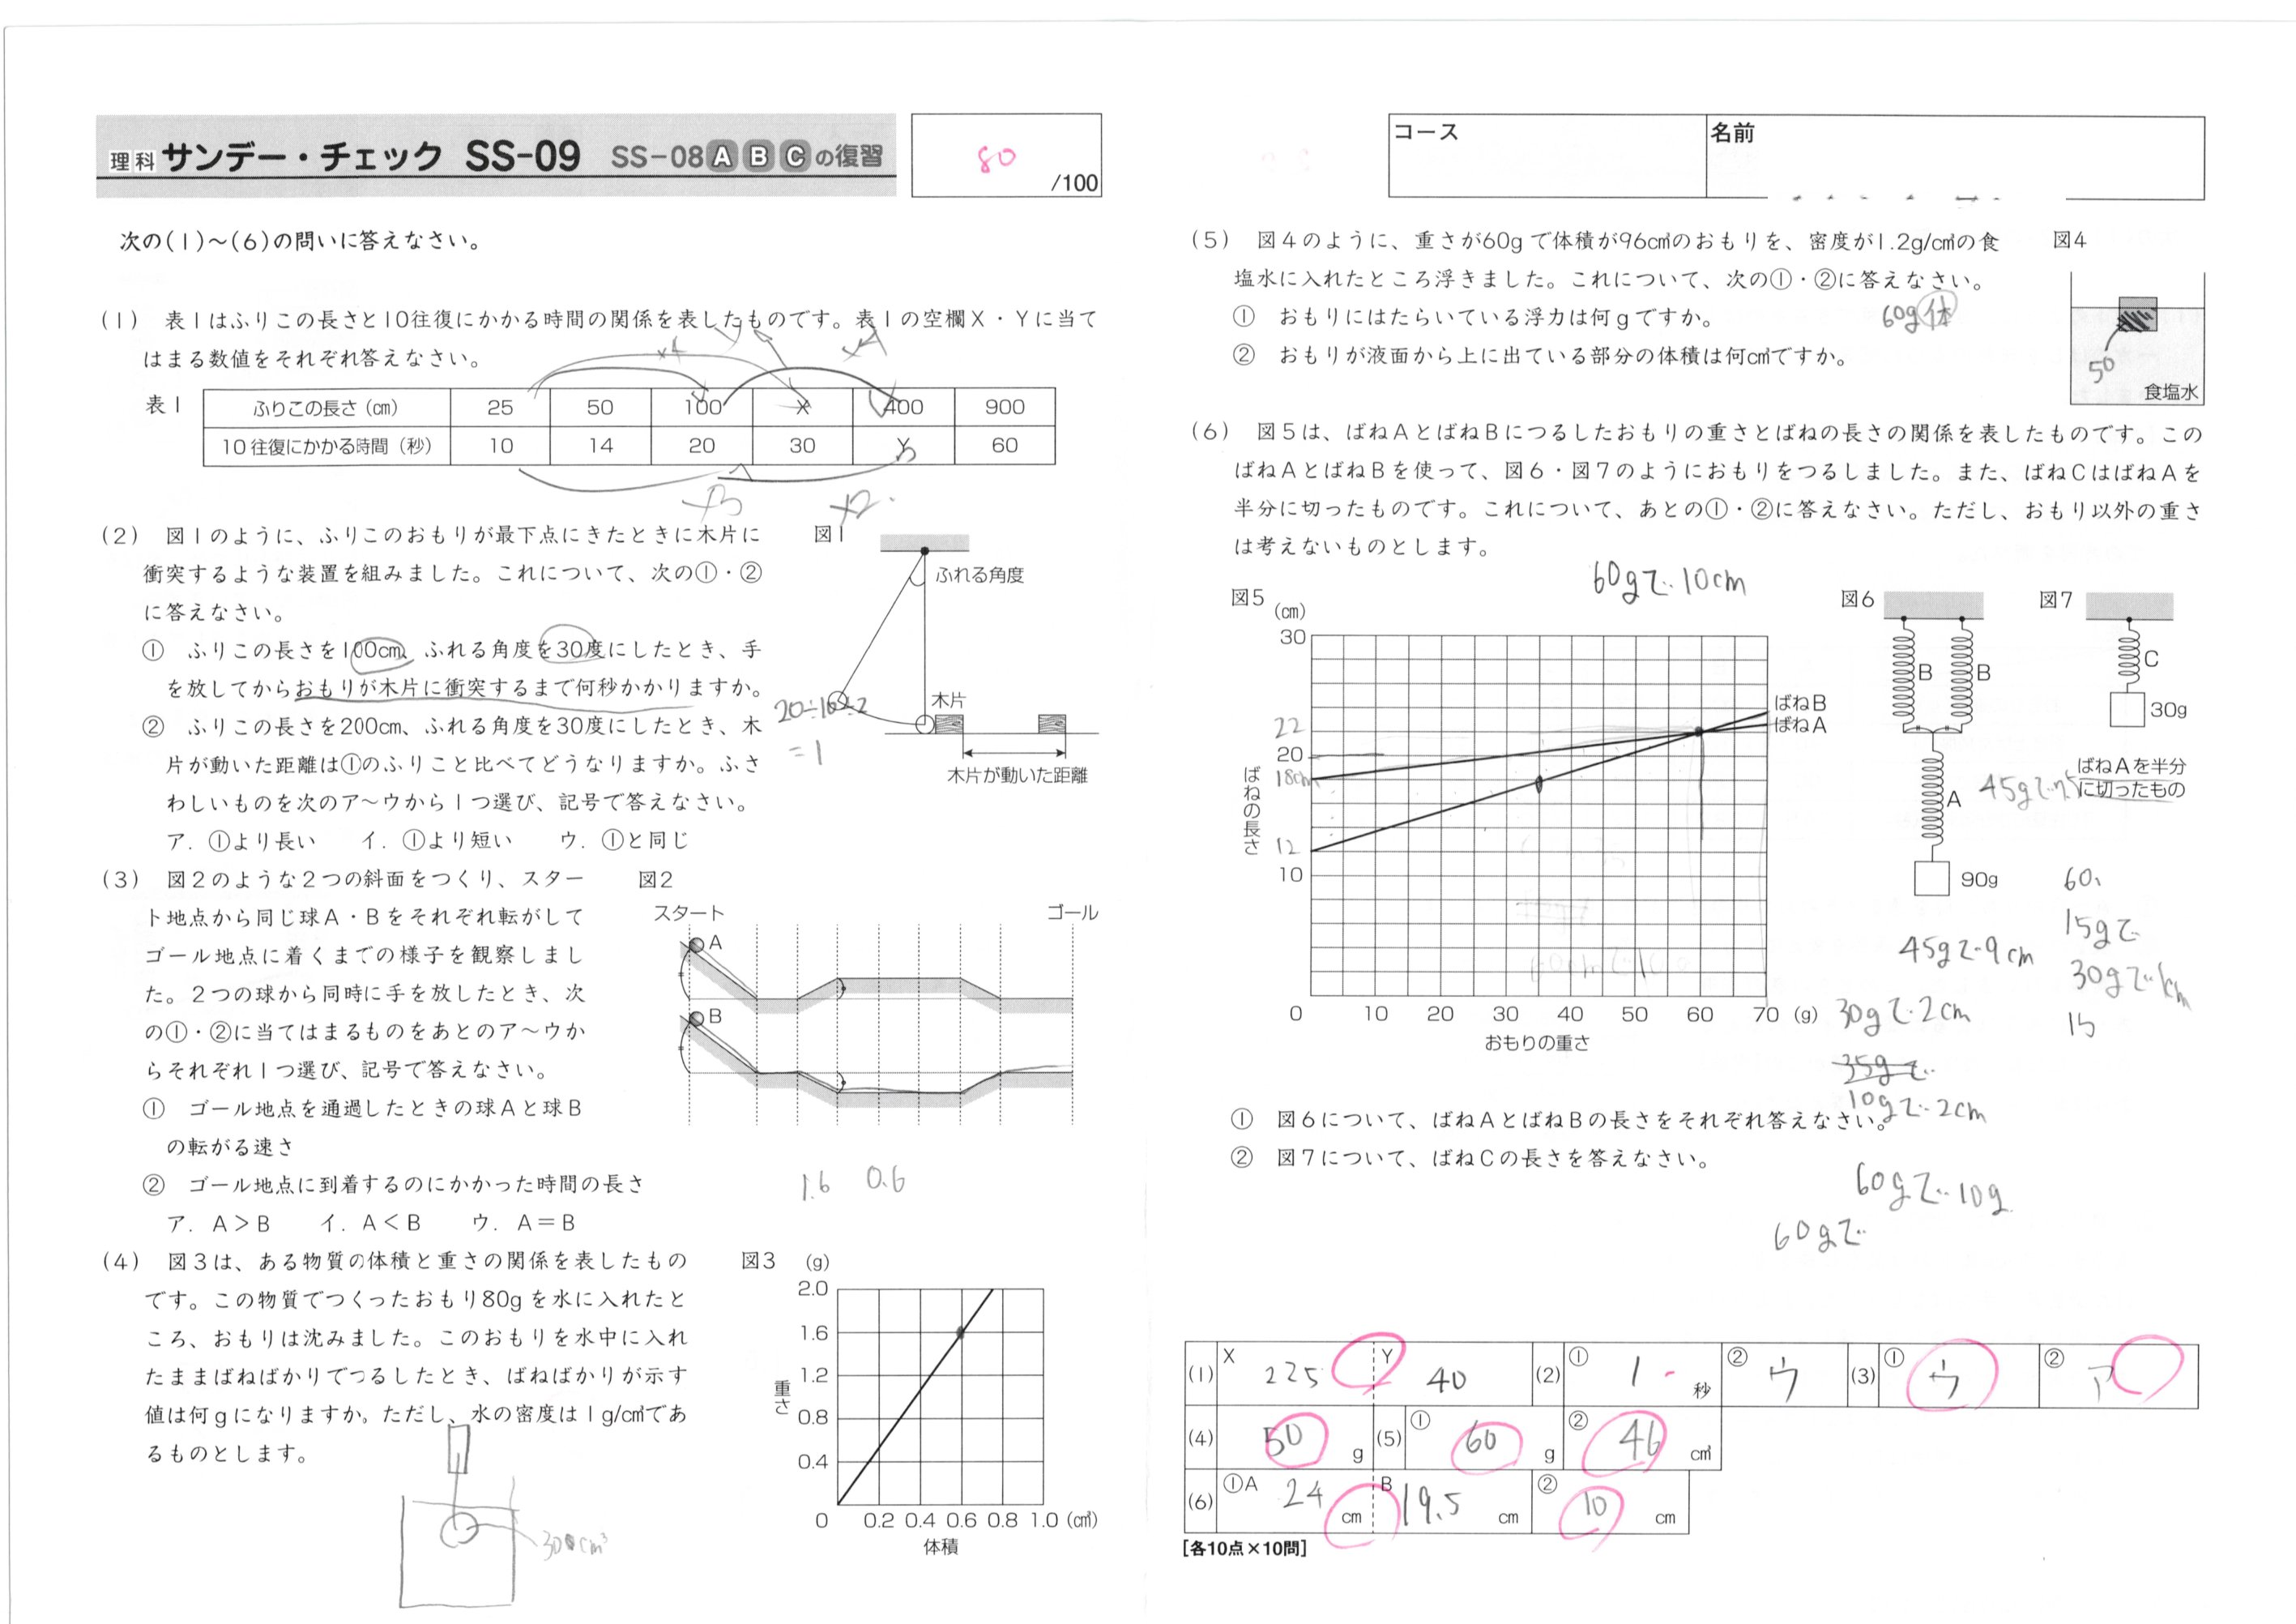 理科 サンデー・チェック SS-09 SS-08 A B C の復習
80
/100
コース
名前
次の(1)～(6)の問いに答えなさい。
(1) 表1はふりこの長さと10往復にかかる時間の関係を表したものです。表1の空欄X・Yに当て
はまる数値をそれぞれ答えなさい。
×4
×4
表1
ふりこの長さ(cm) 25 50 100 X 400 900
10往復にかかる時間(秒) 10 14 20 30 Y 60
×3
×2
(2) 図1のように、ふりこのおもりが最下点にきたときに木片に
衝突するような装置を組みました。これについて、次の①・②
に答えなさい。
① ふりこの長さを100cm、ふれる角度を30度にしたとき、手
を放してからおもりが木片に衝突するまで何秒かかりますか。
② ふりこの長さを200cm、ふれる角度を30度にしたとき、木
片が動いた距離は①のふりこと比べてどうなりますか。ふさ
わしいものを次のア～ウから1つ選び、記号で答えなさい。
ア. ①より長い イ. ①より短い ウ. ①と同じ
図1
ふれる角度
木片
20÷10÷2
=1
木片が動いた距離
(3) 図2のような2つの斜面をつくり、スター
ト地点から同じ球A・Bをそれぞれ転がして
ゴール地点に着くまでの様子を観察しまし
た。2つの球から同時に手を放したとき、次
の①・②に当てはまるものをあとのア～ウか
らそれぞれ1つ選び、記号で答えなさい。
① ゴール地点を通過したときの球Aと球B
の転がる速さ
② ゴール地点に到着するのにかかった時間の長さ
ア. A＞B イ. A＜B ウ. A＝B
図2
スタート ゴール
A
B
1.6 0.6
(4) 図3は、ある物質の体積と重さの関係を表したもの
です。この物質でつくったおもり80gを水に入れたと
ころ、おもりは沈みました。このおもりを水中に入れ
たままばねばかりでつるしたとき、ばねばかりが示す
値は何gになりますか。ただし、水の密度は1g/cm³であ
るものとします。
30cm³
図3 (g)
2.0
1.6
1.2
0.8
0.4
重さ
0 0.2 0.4 0.6 0.8 1.0 (cm³)
体積
(5) 図4のように、重さが60gで体積が96cm³のおもりを、密度が1.2g/cm³の食
塩水に入れたところ浮きました。これについて、次の①・②に答えなさい。
① おもりにはたらいている浮力は何gですか。
② おもりが液面から上に出ている部分の体積は何cm³ですか。
60g 体
図4
50
食塩水
(6) 図5は、ばねAとばねBにつるしたおもりの重さとばねの長さの関係を表したものです。この
ばねAとばねBを使って、図6・図7のようにおもりをつるしました。また、ばねCはばねAを
半分に切ったものです。これについて、あとの①・②に答えなさい。ただし、おもり以外の重さ
は考えないものとします。
60gで10cm
図5 (cm)
30
22
20
18cm
12
10
ばねの長さ
ばねB
ばねA
0 10 20 30 40 50 60 70 (g)
おもりの重さ
図6
B B
A
90g
図7
C
30g
ばねAを半分
に切ったもの
45gで7.5
60
15gで
45gで9cm
30gで1cm
30gで2cm
15
35gで
10gで2cm
① 図6について、ばねAとばねBの長さをそれぞれ答えなさい。
② 図7について、ばねCの長さを答えなさい。
60gで10g
60gで
(1) X 225 Y 40 (2) ① 1 秒 ② ウ (3) ① ウ ② ア
(4) 50 g (5) ① 60 g ② 46 cm³
(6) ①A 24 cm B 19.5 cm ② 10 cm
[各10点×10問]